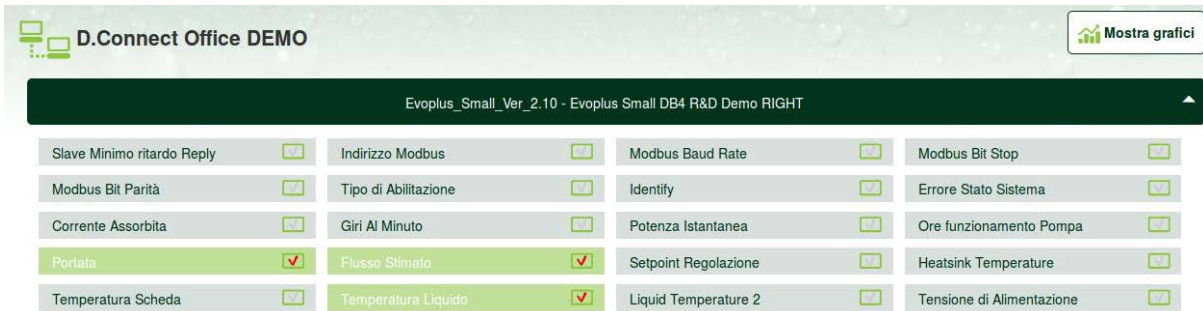 D.Connect Office DEMO
Mostra grafici
Evoplus_Small_Ver_2.10 - Evoplus Small DB4 R&D Demo RIGHT
Slave Minimo ritardo Reply Indirizzo Modbus Modbus Baud Rate Modbus Bit Stop
Modbus Bit Parità Tipo di Abilitazione Identify Errore Stato Sistema
Corrente Assorbita Giri Al Minuto Potenza Istantanea Ore funzionamento Pompa
Portata Flusso Stimato Setpoint Regolazione Heatsink Temperature
Temperatura Scheda Temperatura Liquido Liquid Temperature 2 Tensione di Alimentazione